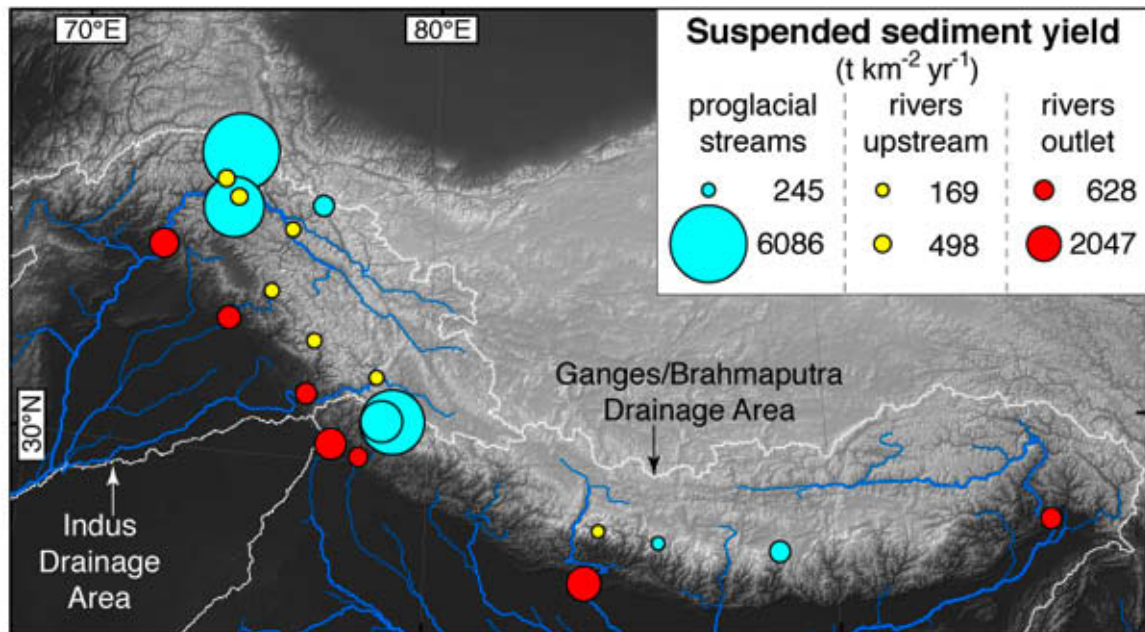 70°E
80°E
Suspended sediment yield
(t km⁻² yr⁻¹)
proglacial streams
rivers upstream
rivers outlet
245
169
628
6086
498
2047
30°N
Ganges/Brahmaputra
Drainage Area
Indus
Drainage
Area